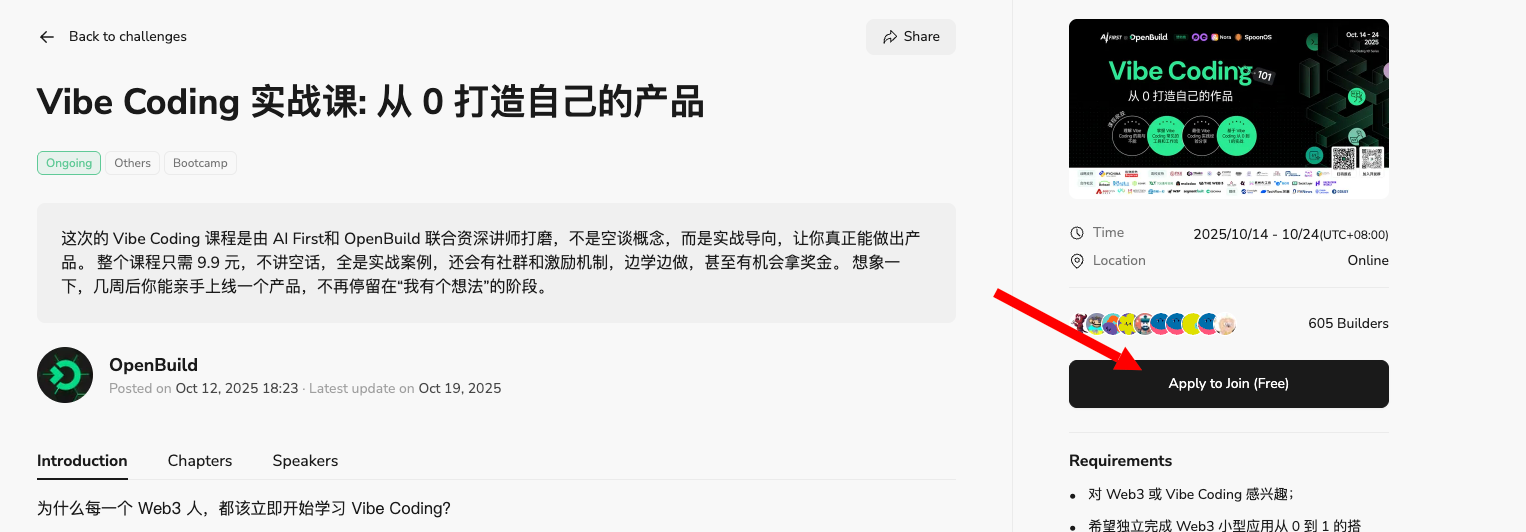 Back to challenges
Share
Vibe Coding 实战课: 从 0 打造自己的产品
Ongoing
Others
Bootcamp
这次的 Vibe Coding 课程是由 AI First和 OpenBuild 联合资深讲师打磨，不是空谈概念，而是实战导向，让你真正能做出产
品。 整个课程只需 9.9 元，不讲空话，全是实战案例，还会有社群和激励机制，边学边做，甚至有机会拿奖金。 想象一
下，几周后你能亲手上线一个产品，不再停留在“我有个想法”的阶段。
OpenBuild
Posted on Oct 12, 2025 18:23 · Latest update on Oct 19, 2025
Introduction
Chapters
Speakers
为什么每一个 Web3 人，都该立即开始学习 Vibe Coding?
OpenBuild
Nora
SpoonOS
Oct. 14 - 24
2025
Vibe Coding
101
从 0 打造自己的作品
Time
2025/10/14 - 10/24(UTC+08:00)
Location
Online
605 Builders
Apply to Join (Free)
Requirements
• 对 Web3 或 Vibe Coding 感兴趣；
• 希望独立完成 Web3 小型应用从 0 到 1 的搭